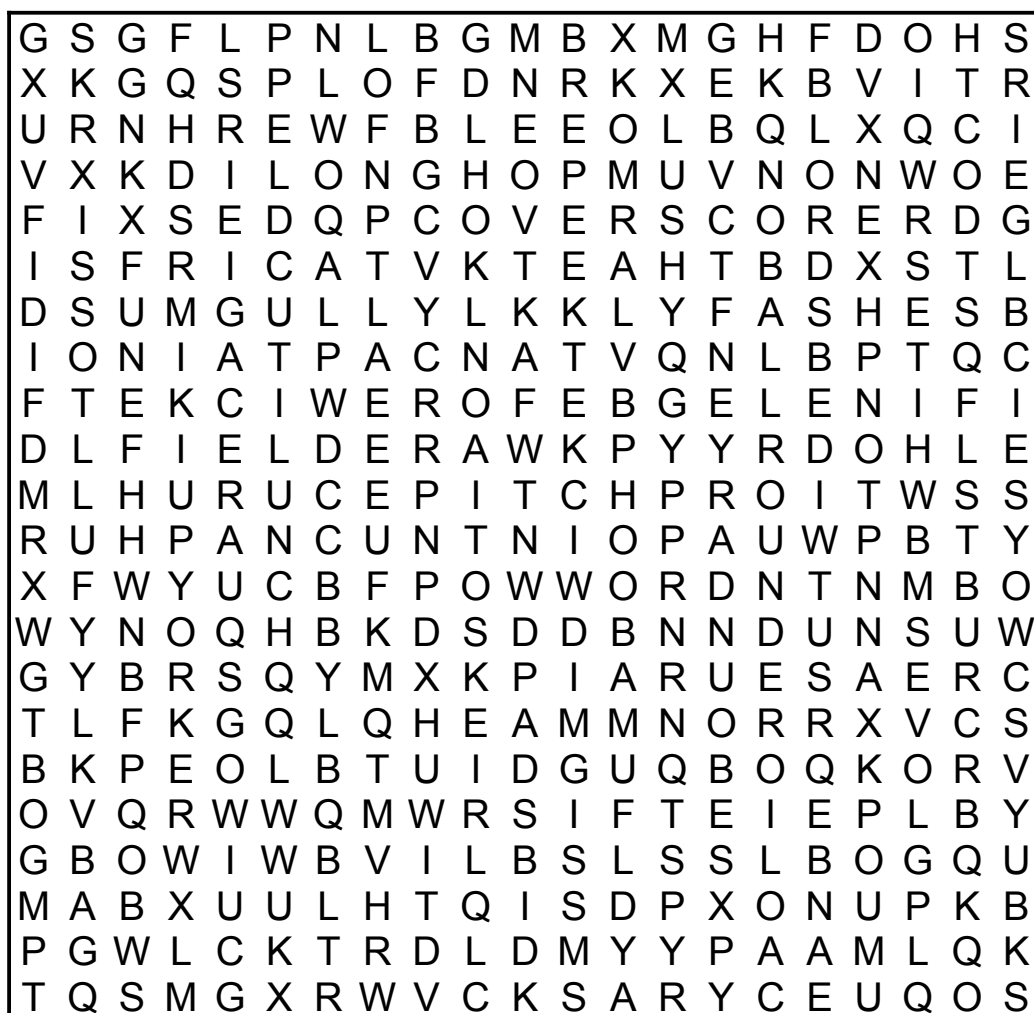 G S G F L P N L B G M B X M G H F D O H S
X K G Q S P L O F D N R K X E K B V I T R
U R N H R E W F B L E E O L B Q L X Q C I
V X K D I L O N G H O P M U V N O N W O E
F I X S E D Q P C O V E R S C O R E R D G
I S F R I C A T V K T E A H T B D X S T L
D S U M G U L L Y L K K L Y F A S H E S B
I O N I A T P A C N A T V Q N L B P T Q C
F T E K C I W E R O F E B G E L E N I F I
D L F I E L D E R A W K P Y Y R D O H L E
M L H U R U C E P I T C H P R O I T W S S
R U H P A N C U N T N I O P A U W P B T Y
X F W Y U C B F P O W W O R D N T N M B O
W Y N O Q H B K D S D D B N N D U N S U W
G Y B R S Q Y M X K P I A R U E S A E R C
T L F K G Q L Q H E A M M N O R R X V C S
B K P E O L B T U I D G U Q B O Q K O R V
O V Q R W W Q M W R S I F T E I E P L B Y
G B O W I W B V I L B S L S S L B O G Q U
M A B X U U L H T Q I S D P X O N U P K B
P G W L C K T R D L D M Y Y P A A M L Q K
T Q S M G X R W V C K S A R Y C E U Q O S